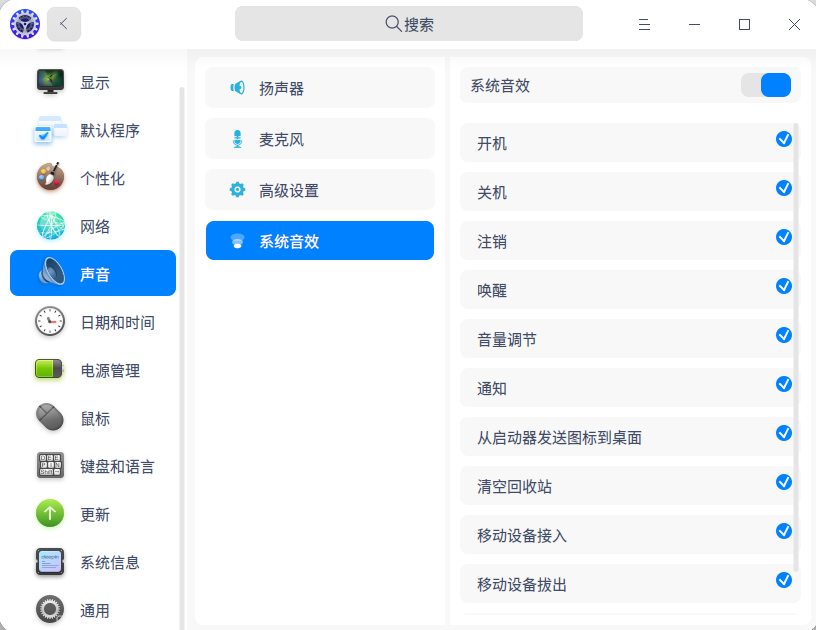 搜索
显示
默认程序
个性化
网络
声音
日期和时间
电源管理
鼠标
键盘和语言
更新
系统信息
通用
扬声器
麦克风
高级设置
系统音效
系统音效
开机
关机
注销
唤醒
音量调节
通知
从启动器发送图标到桌面
清空回收站
移动设备接入
移动设备拔出